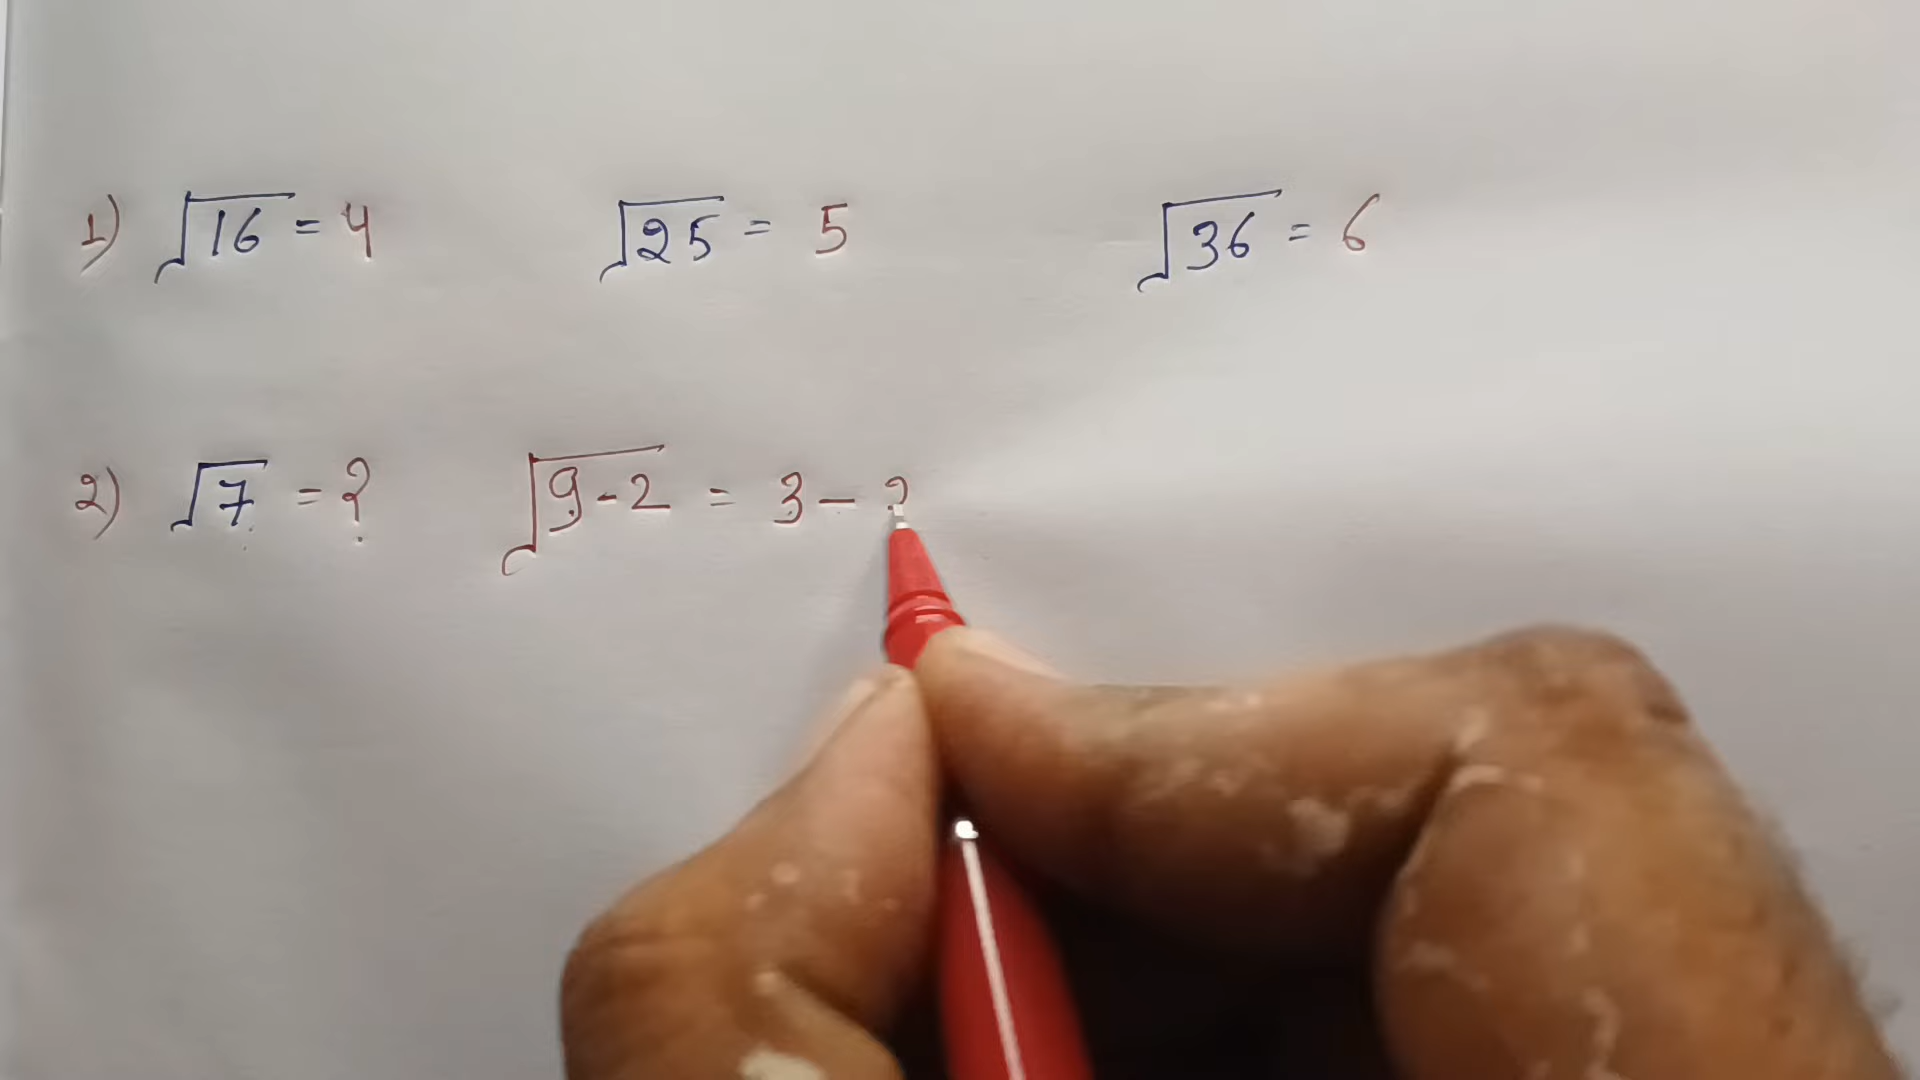 1) √16 = 4 √25 = 5 √36 = 6
2) √7 = ? √9-2 = 3 -